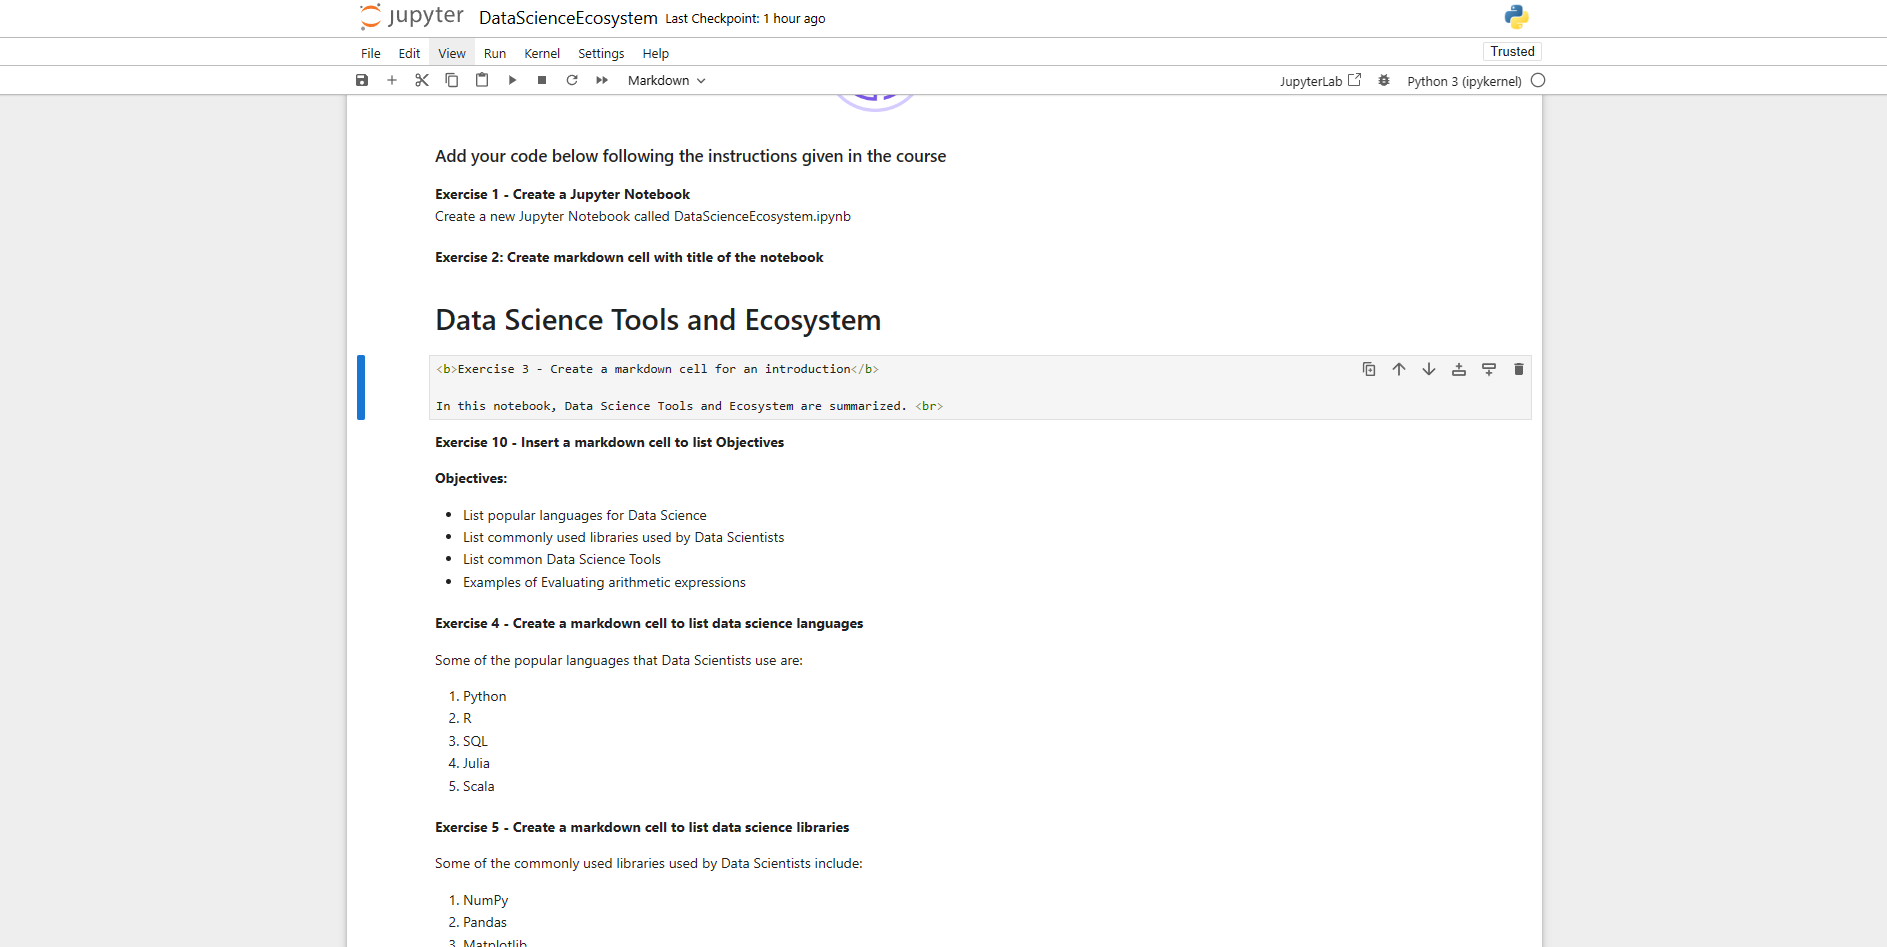 jupyter DataScienceEcosystem Last Checkpoint: 1 hour ago
File Edit View Run Kernel Settings Help Trusted
Markdown JupyterLab Python 3 (ipykernel)
Add your code below following the instructions given in the course
Exercise 1 - Create a Jupyter Notebook
Create a new Jupyter Notebook called DataScienceEcosystem.ipynb
Exercise 2: Create markdown cell with title of the notebook
Data Science Tools and Ecosystem
<b>Exercise 3 - Create a markdown cell for an introduction</b>
In this notebook, Data Science Tools and Ecosystem are summarized. <br>
Exercise 10 - Insert a markdown cell to list Objectives
Objectives:
• List popular languages for Data Science
• List commonly used libraries used by Data Scientists
• List common Data Science Tools
• Examples of Evaluating arithmetic expressions
Exercise 4 - Create a markdown cell to list data science languages
Some of the popular languages that Data Scientists use are:
1. Python
2. R
3. SQL
4. Julia
5. Scala
Exercise 5 - Create a markdown cell to list data science libraries
Some of the commonly used libraries used by Data Scientists include:
1. NumPy
2. Pandas
3. Matplotlib